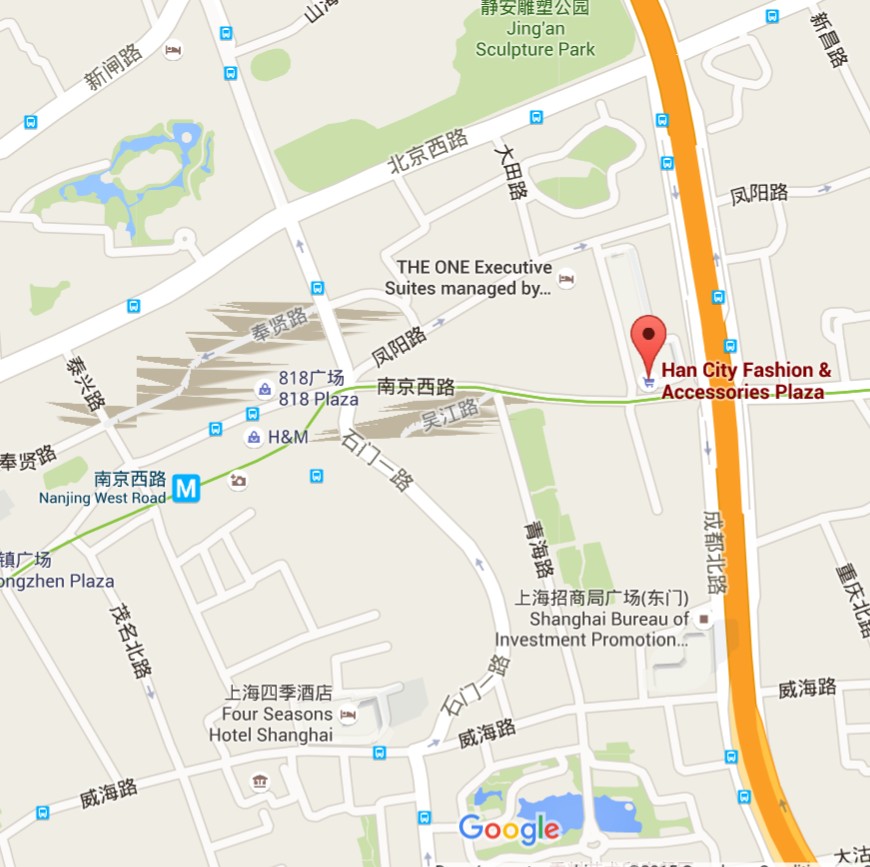 静安雕塑公园
Jing'an
Sculpture Park
新昌路
新闸路
北京西路
大田路
凤阳路
THE ONE Executive
Suites managed by...
奉贤路
凤阳路
泰兴路
818广场
818 Plaza
南京西路
Han City Fashion &
Accessories Plaza
吴江路
H&M
石门一路
奉贤路
南京西路
Nanjing West Road
M
成都北路
青海路
镇广场
ongzhen Plaza
重庆北路
茂名北路
上海招商局广场(东门)
Shanghai Bureau of
Investment Promotion...
石门一路
威海路
上海四季酒店
Four Seasons
Hotel Shanghai
威海路
威海路
Google
大沽